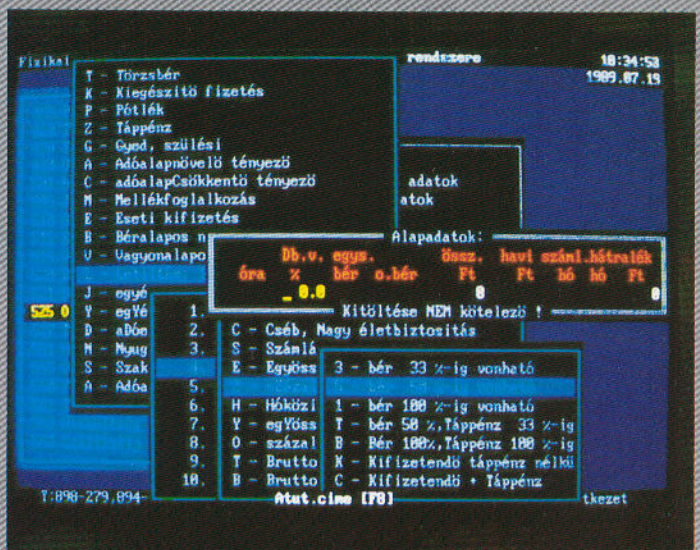 Fizikai rendszere 10:34:53
1989.07.19
T - Törzsbér
K - Kiegészitö fizetés
P - Pótlék
Z - Táppénz
G - Gyed, szülési
A - Adóalapnövelö tényezö
C - adóalapCsökkentö tényezö
M - Mellékfoglalkozás
E - Eseti kifizetés
B - Béralapos n
V - Vagyonalapo
J - egyé
Y - egYé
D - aDóe
N - Nyug
S - Szak
A - Adóa
adatok
atok
Alapadatok:
Db.v. egys. össz. havi száml.hátralék
óra % bér o.bér Ft Ft hó hó Ft
_ 0.0 0 0
Kitöltése NEM kötelezö !
525 0
1.
2.
3.
5.
6.
7.
8.
9.
10.
C - Cséb, Nagy életbiztositás
S - Számlá
E - Egyöss
H - Hóközi
Y - egYöss
O - százal
T - Brutto
B - Brutto
3 - bér 33 %-ig vonható
1 - bér 100 %-ig vonható
T - bér 50 %,Táppénz 33 %-ig
B - Bér 100%,Táppénz 100 %-ig
K - Kifizetendö táppénz nélkü
C - Kifizetendö + Táppénz
T:898-279,894-
Atut.cime [F8]
tkezet